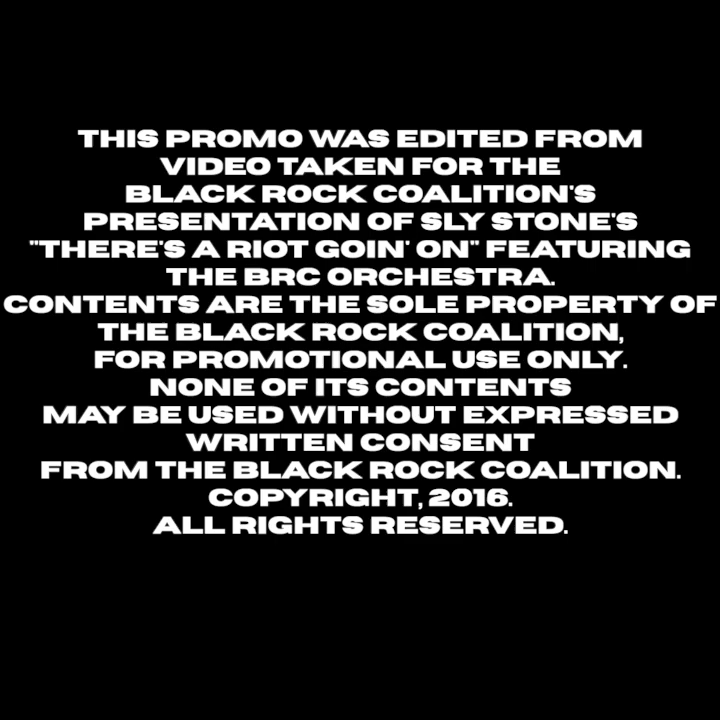 THIS PROMO WAS EDITED FROM
VIDEO TAKEN FOR THE
BLACK ROCK COALITION'S
PRESENTATION OF SLY STONE'S
"THERE'S A RIOT GOIN' ON" FEATURING
THE BRC ORCHESTRA.
CONTENTS ARE THE SOLE PROPERTY OF
THE BLACK ROCK COALITION,
FOR PROMOTIONAL USE ONLY.
NONE OF ITS CONTENTS
MAY BE USED WITHOUT EXPRESSED
WRITTEN CONSENT
FROM THE BLACK ROCK COALITION.
COPYRIGHT, 2016.
ALL RIGHTS RESERVED.